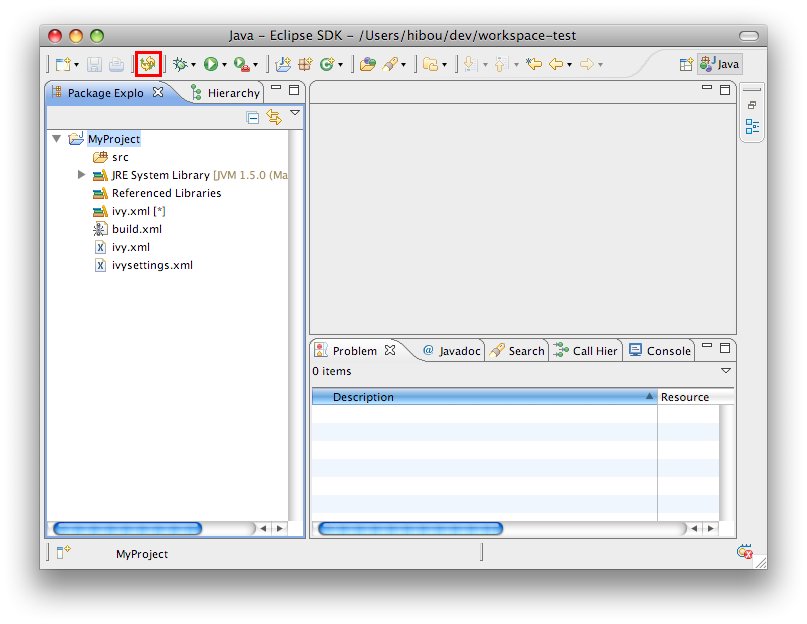 Java – Eclipse SDK – /Users/hibou/dev/workspace-test
Java
Package Explo
Hierarchy
MyProject
src
JRE System Library [JVM 1.5.0 (Ma
Referenced Libraries
ivy.xml [*]
build.xml
ivy.xml
ivysettings.xml
Problem
@ Javadoc
Search
Call Hier
Console
0 items
Description
Resource
MyProject